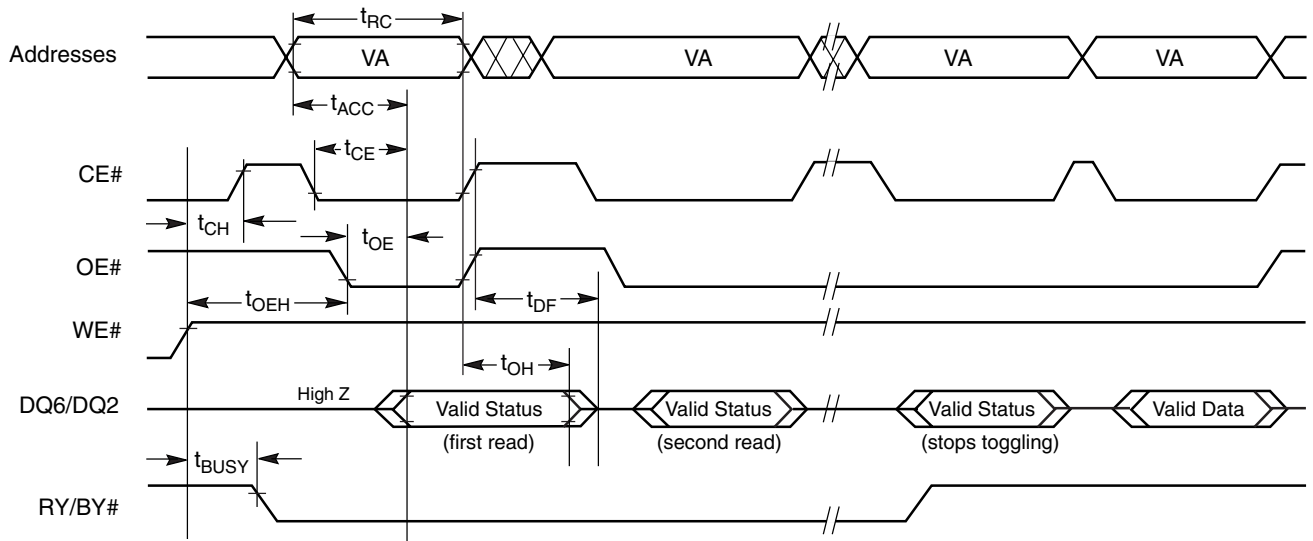 tRC
Addresses VA VA VA VA
tACC
tCE
CE#
tCH tOE
OE#
tOEH tDF
WE#
tOH
High Z
DQ6/DQ2 Valid Status Valid Status Valid Status Valid Data
(first read) (second read) (stops toggling)
tBUSY
RY/BY#